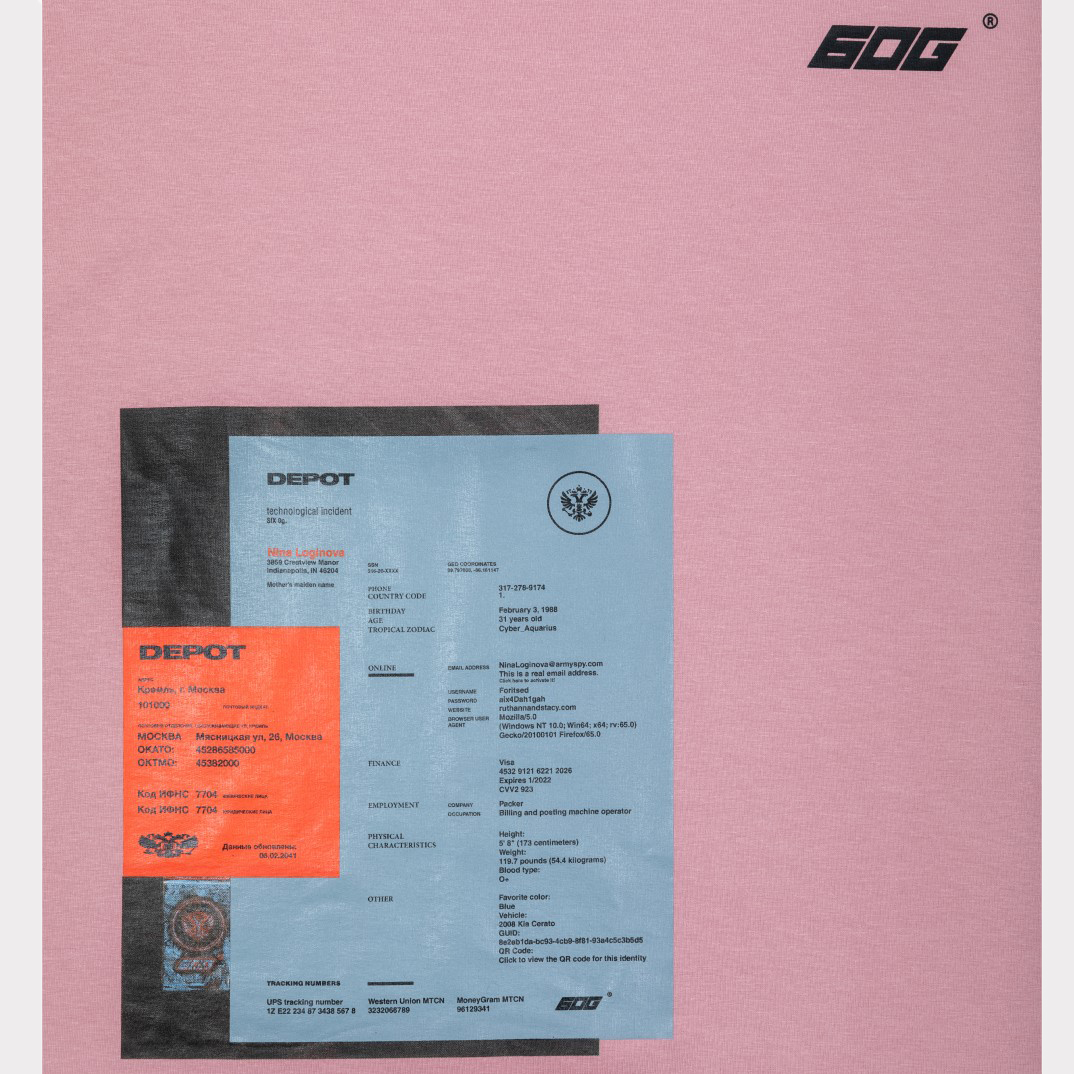 6OG ®
DEPOT
technological incident
SIX 0g.
Nina Loginova
3858 Crestview Manor
Indianapolis, IN 46204
Mother's maiden name
SSN
GEO COORDINATES
PHONE 317-278-9174
COUNTRY CODE 1.
BIRTHDAY February 3, 1988
AGE 31 years old
TROPICAL ZODIAC Cyber_Aquarius
ONLINE EMAIL ADDRESS NinaLoginova@armyspy.com
This is a real email address.
Click here to activate it!
USERNAME Foritsed
PASSWORD aix4Dah1gah
WEBSITE ruthannandstacy.com
BROWSER USER AGENT Mozilla/5.0
(Windows NT 10.0; Win64; x64; rv:65.0)
Gecko/20100101 Firefox/65.0
FINANCE Visa
4532 9121 6221 2026
Expires 1/2022
CVV2 923
EMPLOYMENT COMPANY Packer
OCCUPATION Billing and posting machine operator
PHYSICAL Height:
CHARACTERISTICS 5' 8" (173 centimeters)
Weight:
119.7 pounds (54.4 kilograms)
Blood type:
O+
OTHER Favorite color:
Blue
Vehicle:
2008 Kia Cerato
GUID:
8e2eb1da-bc93-4cb9-8f81-93a4c5c3b5d5
QR Code:
Click to view the QR code for this identity
TRACKING NUMBERS
UPS tracking number Western Union MTCN MoneyGram MTCN
1Z E22 234 87 3438 567 8 3232066789 96129341
6OG ®
DEPOT
Кремль, г. Москва
101000 ПОЧТОВЫЙ ИНДЕКС
МОСКВА Мясницкая ул, 26, Москва
ОКАТО: 45286585000
ОКТМО: 45382000
Код ИФНС 7704 ФИЗИЧЕСКИЕ ЛИЦА
Код ИФНС 7704 ЮРИДИЧЕСКИЕ ЛИЦА
Данные обновлены:
06.02.2041